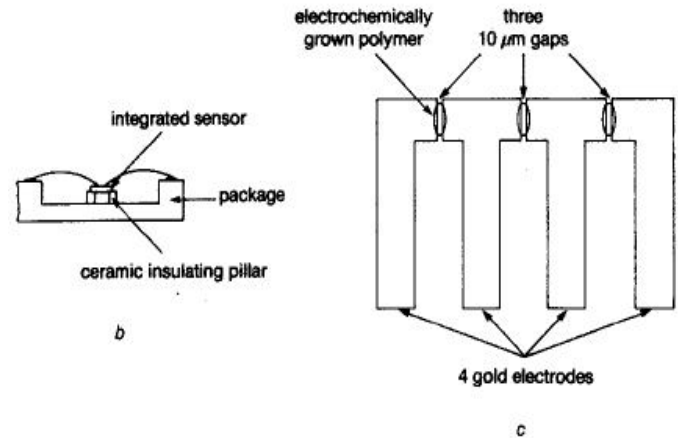 electrochemically
grown polymer
three
10 µm gaps
integrated sensor
package
ceramic insulating pillar
b
4 gold electrodes
c